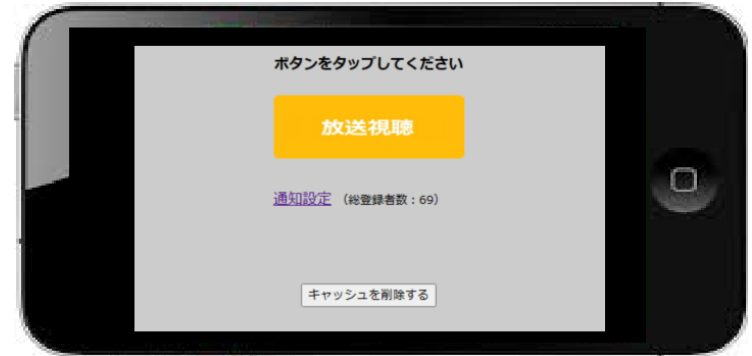 ボタンをタップしてください
放送視聴
通知設定 （総登録者数：69）
キャッシュを削除する